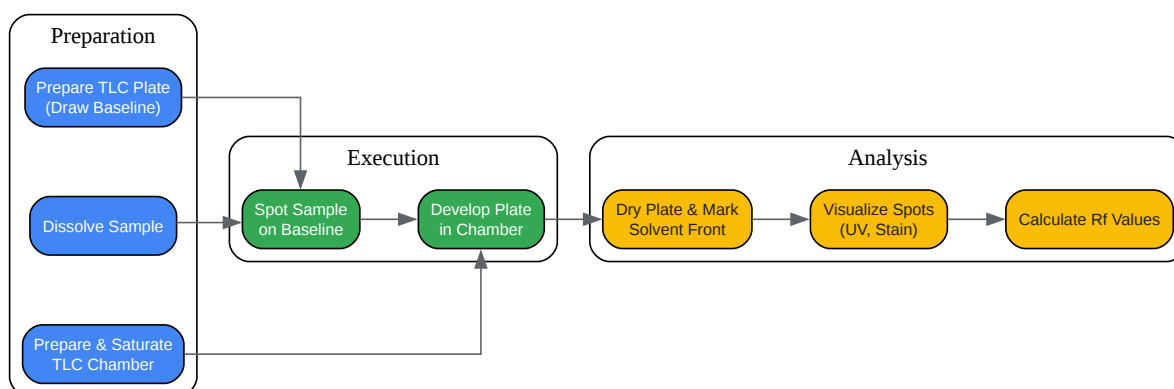 Preparation
Prepare TLC Plate
(Draw Baseline)
Dissolve Sample
Prepare & Saturate
TLC Chamber
Execution
Spot Sample
on Baseline
Develop Plate
in Chamber
Analysis
Dry Plate & Mark
Solvent Front
Visualize Spots
(UV, Stain)
Calculate Rf Values